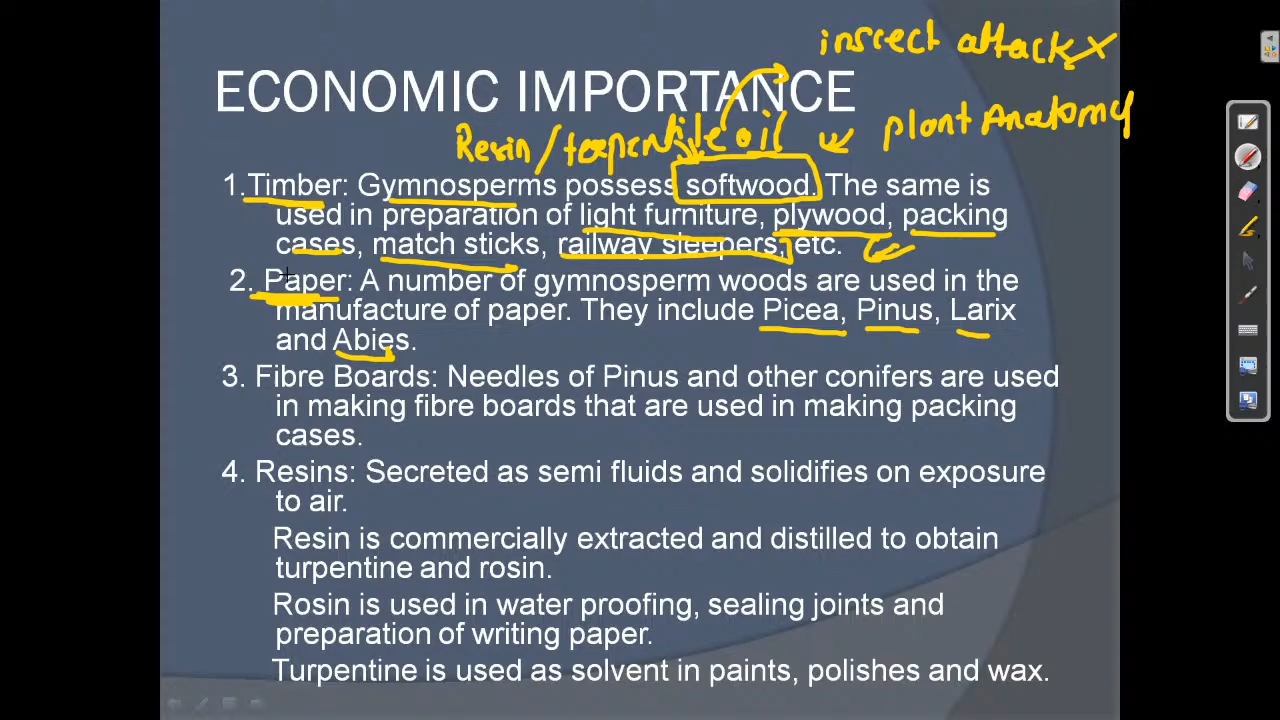 insect attack X
ECONOMIC IMPORTANCE
plant Anatomy
Resin/terpentile oil
1.Timber: Gymnosperms possess softwood. The same is
used in preparation of light furniture, plywood, packing
cases, match sticks, railway sleepers, etc.
2. Paper: A number of gymnosperm woods are used in the
manufacture of paper. They include Picea, Pinus, Larix
and Abies.
3. Fibre Boards: Needles of Pinus and other conifers are used
in making fibre boards that are used in making packing
cases.
4. Resins: Secreted as semi fluids and solidifies on exposure
to air.
Resin is commercially extracted and distilled to obtain
turpentine and rosin.
Rosin is used in water proofing, sealing joints and
preparation of writing paper.
Turpentine is used as solvent in paints, polishes and wax.